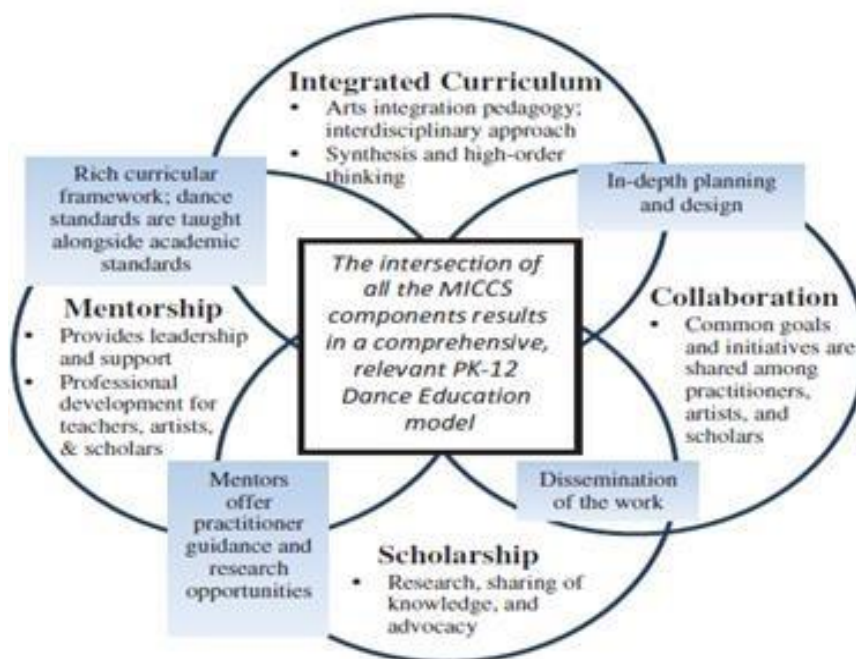 Integrated Curriculum
• Arts integration pedagogy;
interdisciplinary approach
• Synthesis and high-order
thinking
Rich curricular
framework; dance
standards are taught
alongside academic
standards
In-depth planning
and design
The intersection of
all the MICCS
components results
in a comprehensive,
relevant PK-12
Dance Education
model
Mentorship
• Provides leadership
and support
• Professional
development for
teachers, artists,
& scholars
Collaboration
• Common goals
and initiatives are
shared among
practitioners,
artists, and
scholars
Mentors
offer
practitioner
guidance and
research
opportunities
Dissemination
of the work
Scholarship
• Research, sharing of
knowledge, and
advocacy